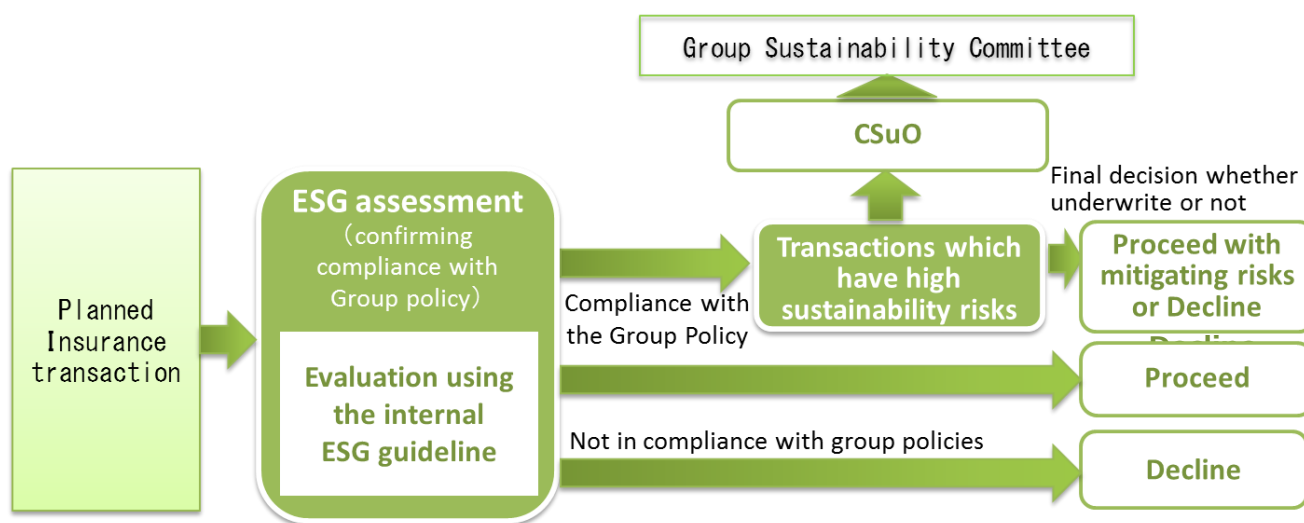 Group Sustainability Committee
CSuO
Final decision whether
underwrite or not
ESG assessment
（confirming
compliance with
Group policy）
Transactions which
have high
sustainability risks
Proceed with
mitigating risks
or Decline
Decline
Planned
Insurance
transaction
Compliance with
the Group Policy
Evaluation using
the internal
ESG guideline
Proceed
Not in compliance with group policies
Decline